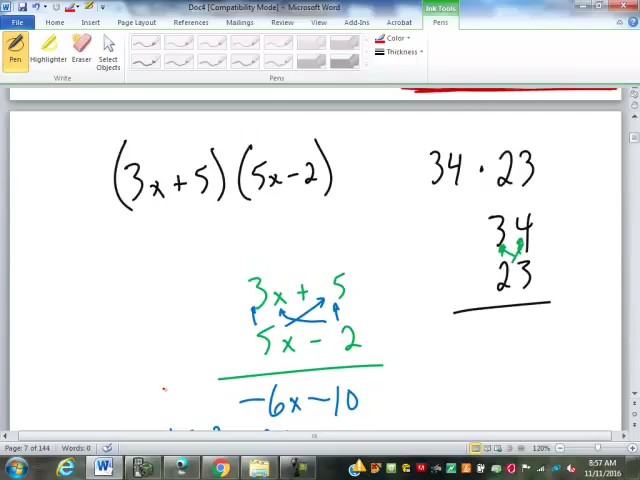 Doc4 [Compatibility Mode] - Microsoft Word
Ink Tools
File Home Insert Page Layout References Mailings Review View Add-Ins Acrobat Pens
Pen Highlighter Eraser Select Objects
Color
Thickness
Write Pens
(3x + 5)(5x - 2) 34 · 23
34
23
3x + 5
5x - 2
-6x - 10
Page: 7 of 144 Words: 0 120%
8:57 AM
11/11/2016